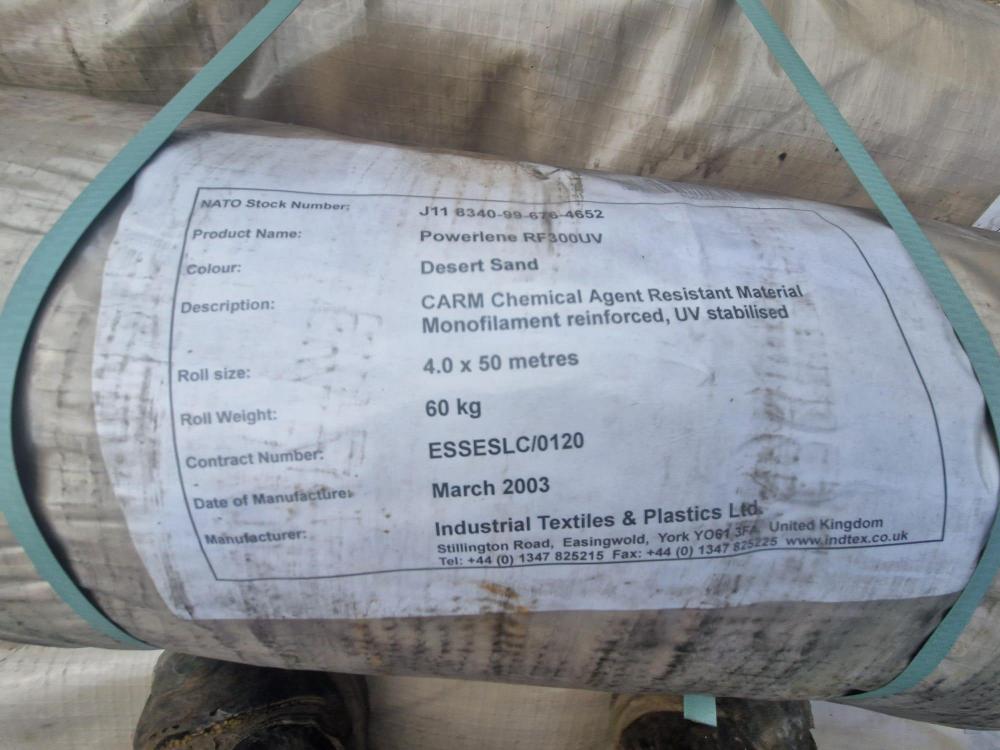 NATO Stock Number: J11 8340-99-676-4652
Product Name: Powerlene RF300UV
Colour: Desert Sand
Description: CARM Chemical Agent Resistant Material
Monofilament reinforced, UV stabilised
Roll size: 4.0 x 50 metres
Roll Weight: 60 kg
Contract Number: ESSESLC/0120
Date of Manufacture: March 2003
Manufacturer: Industrial Textiles & Plastics Ltd.
Stillington Road, Easingwold, York YO61 3FA, United Kingdom
Tel: +44 (0) 1347 825215 Fax: +44 (0) 1347 825225 www.indtex.co.uk